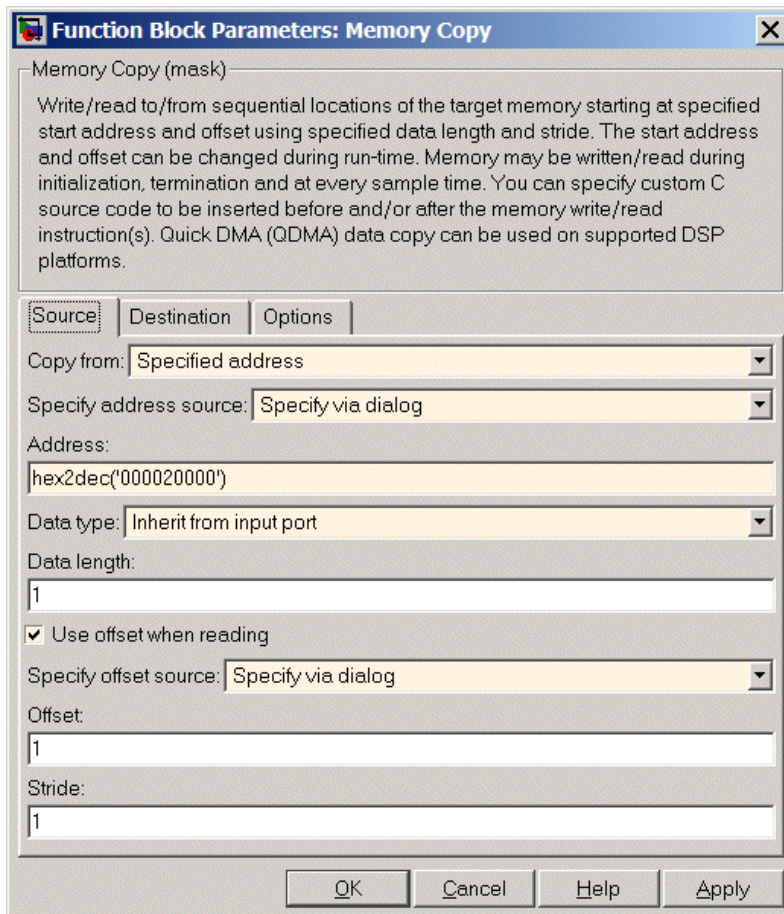 Function Block Parameters: Memory Copy
Memory Copy (mask)
Write/read to/from sequential locations of the target memory starting at specified
start address and offset using specified data length and stride. The start address
and offset can be changed during run-time. Memory may be written/read during
initialization, termination and at every sample time. You can specify custom C
source code to be inserted before and/or after the memory write/read
instruction(s). Quick DMA (QDMA) data copy can be used on supported DSP
platforms.
Source Destination Options
Copy from: Specified address
Specify address source: Specify via dialog
Address:
hex2dec('000020000')
Data type: Inherit from input port
Data length:
1
Use offset when reading
Specify offset source: Specify via dialog
Offset:
1
Stride:
1
OK Cancel Help Apply